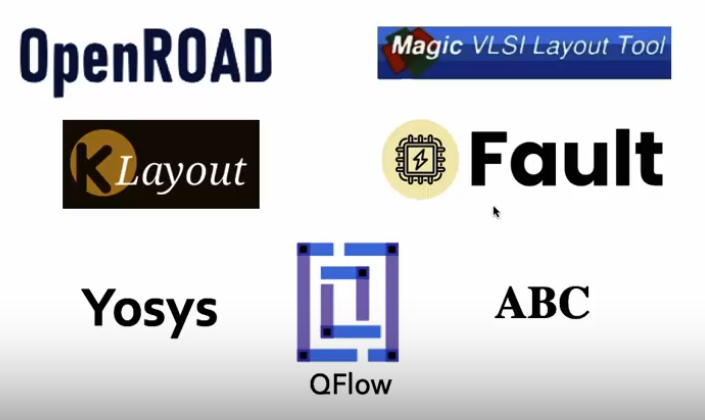 OpenROAD
Magic VLSI Layout Tool
KLayout
Fault
Yosys
ABC
QFlow